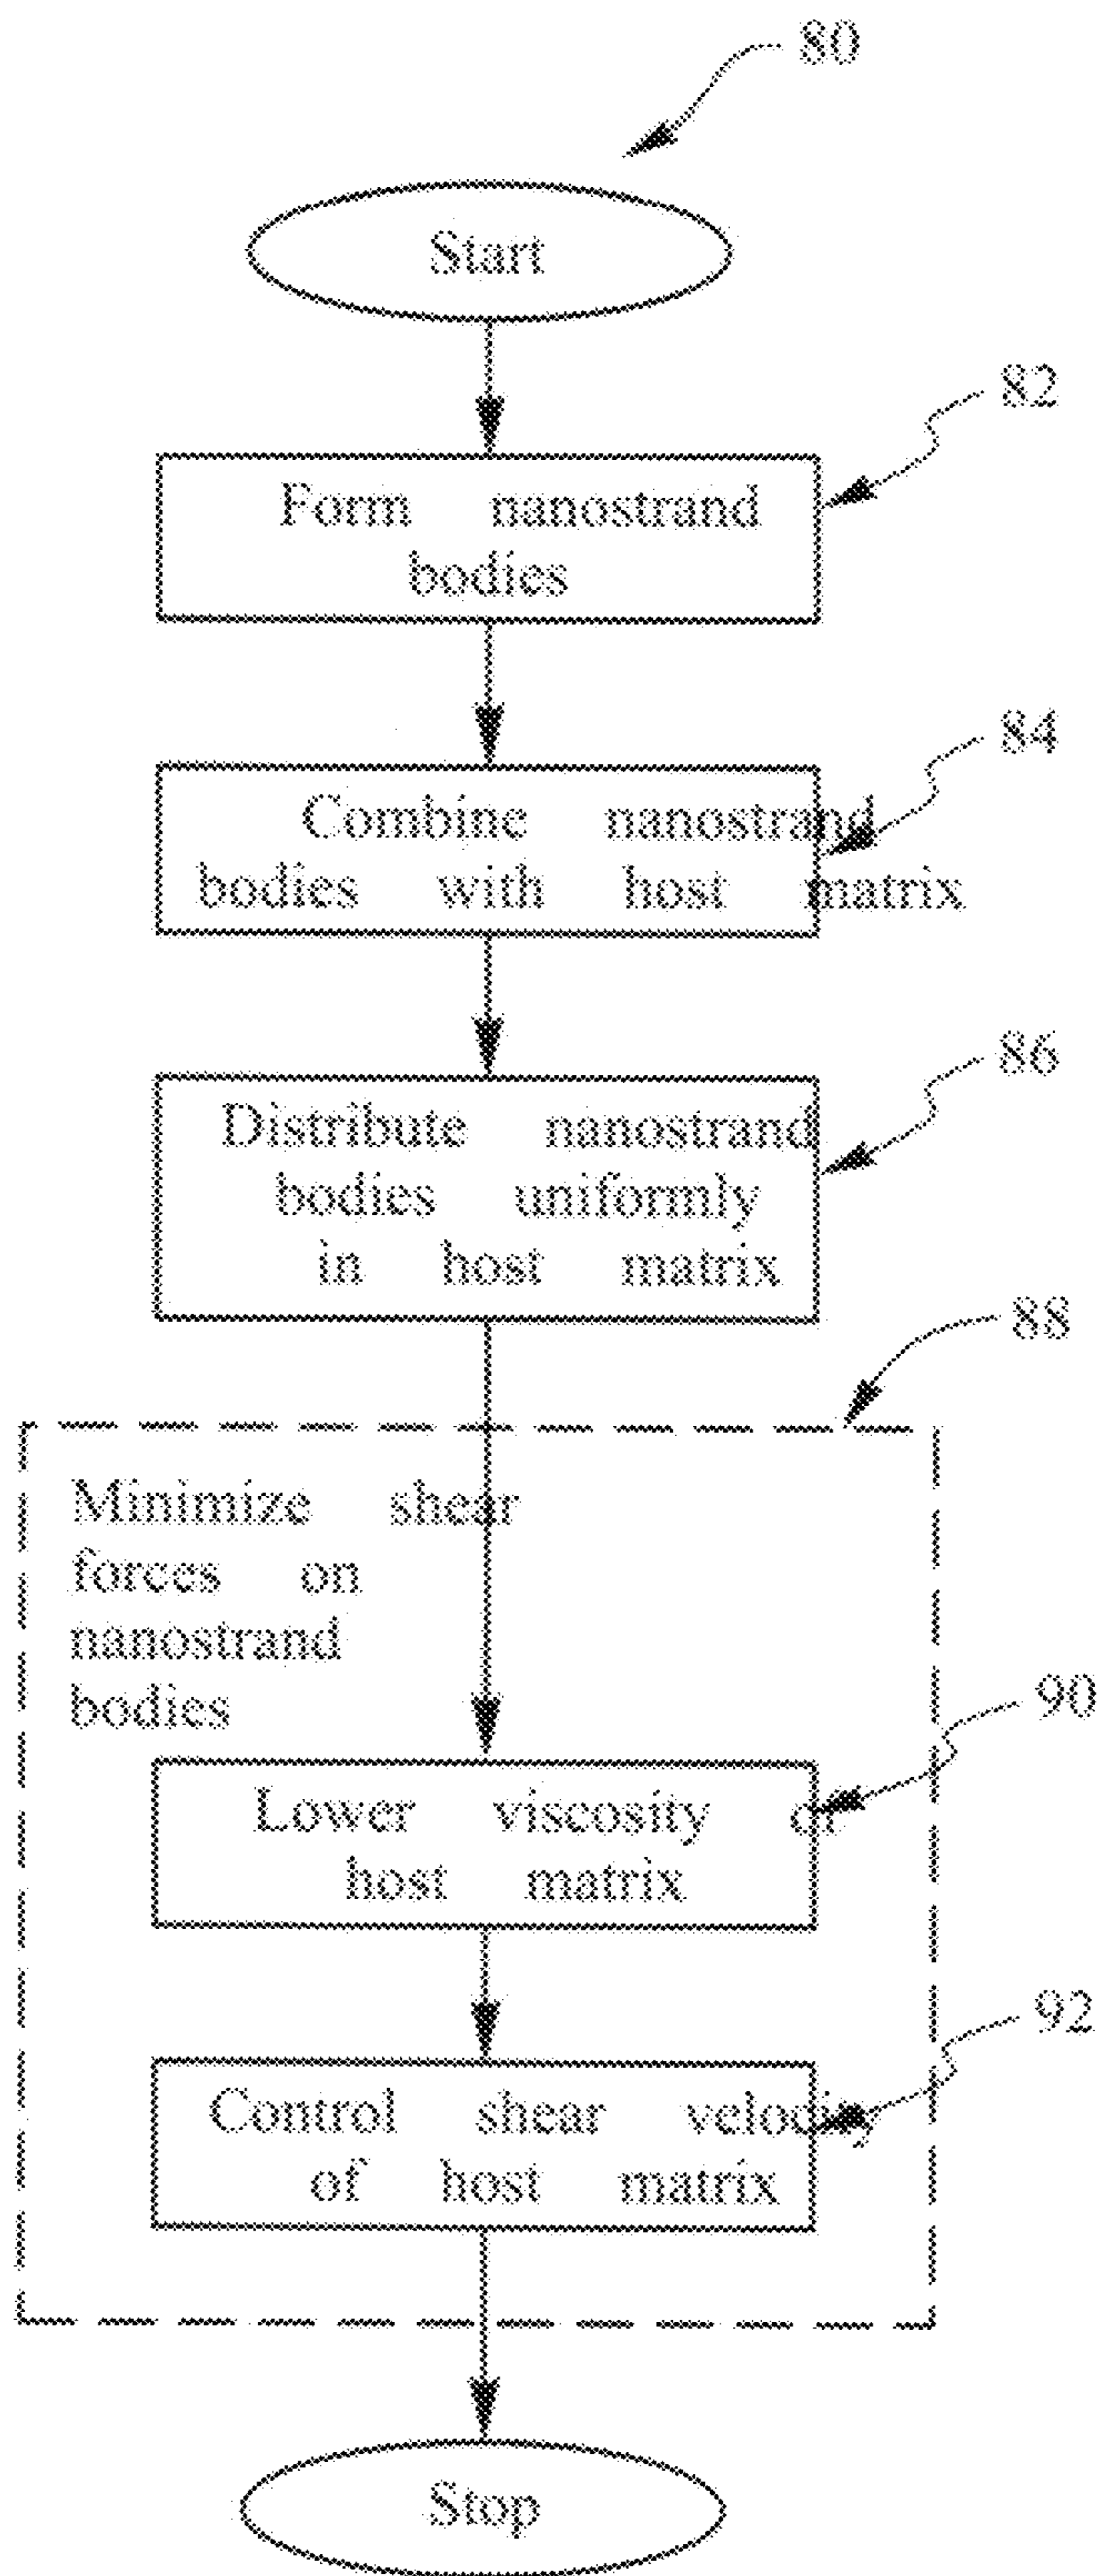 80
Start
82
Form nanostrand
bodies
84
Combine nanostrand
bodies with host matrix
86
Distribute nanostrand
bodies uniformly
in host matrix
88
Minimize shear
forces on
nanostrand
bodies
90
Lower viscosity of
host matrix
92
Control shear velocity
of host matrix
Stop